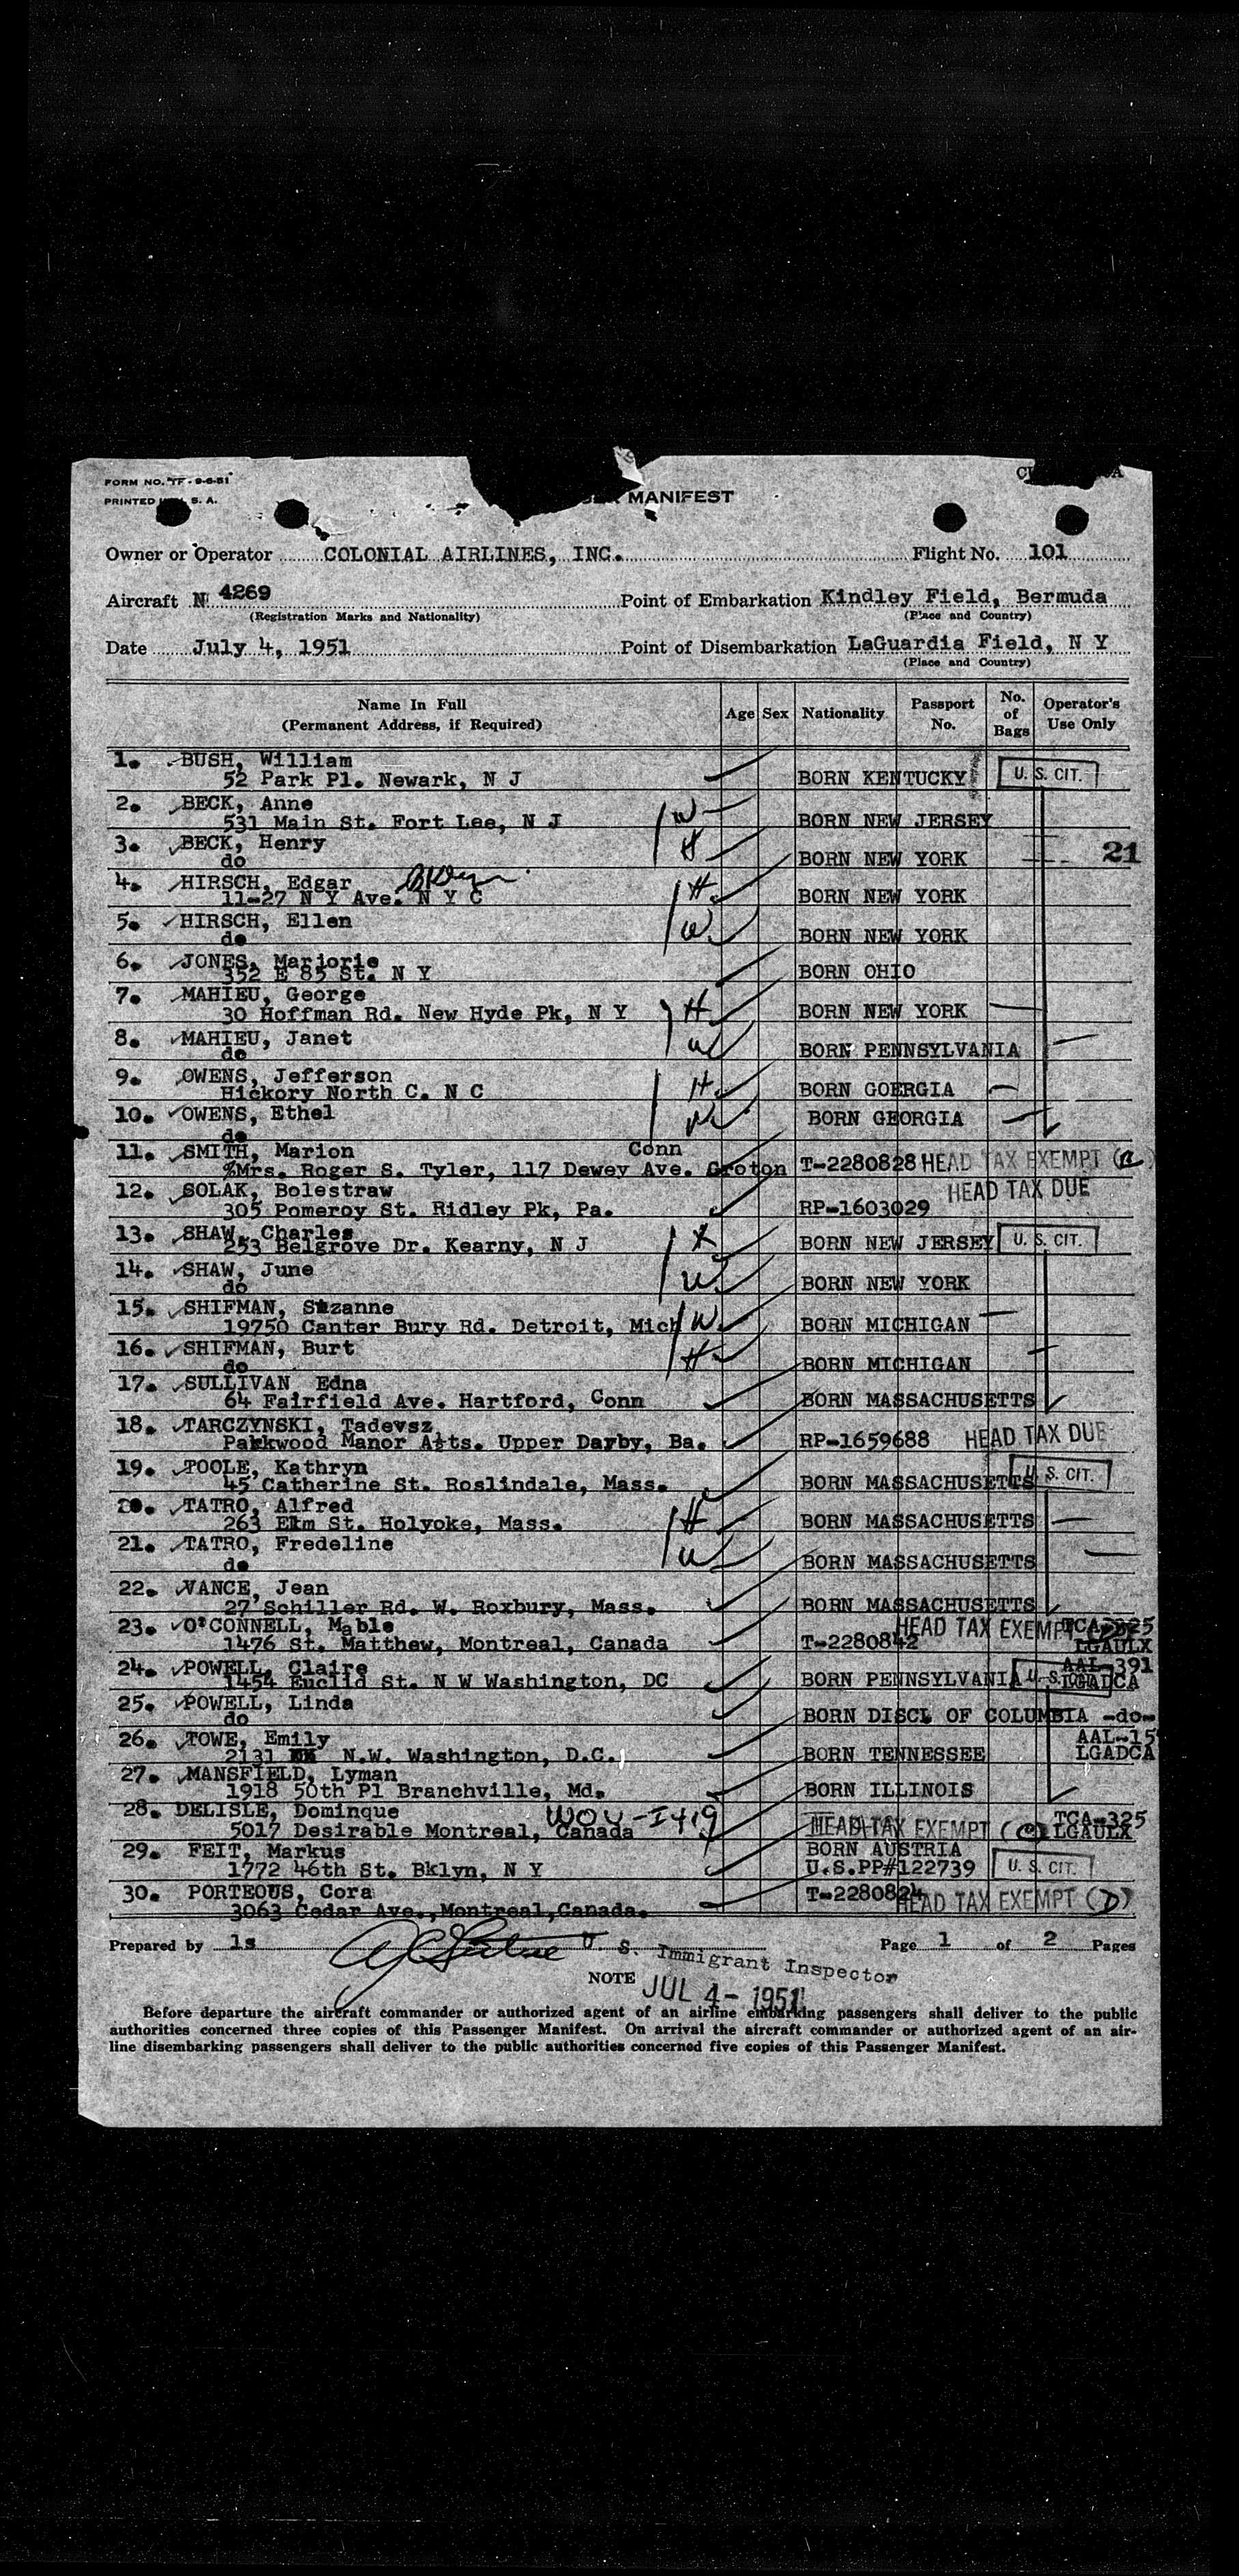 FORM NO. TF-9-6-51
PRINTED S. A.
MANIFEST
Owner or Operator COLONIAL AIRLINES, INC. Flight No. 101
Aircraft N 4269 Point of Embarkation Kindley Field, Bermuda
(Registration Marks and Nationality) (Place and Country)
Date July 4, 1951 Point of Disembarkation LaGuardia Field, N Y
(Place and Country)
Name In Full (Permanent Address, if Required) Age Sex Nationality Passport No. No. of Bags Operator's Use Only
1. BUSH, William
52 Park Pl. Newark, N J BORN KENTUCKY U. S. CIT.
2. BECK, Anne
531 Main St. Fort Lee, N J W BORN NEW JERSEY
3. BECK, Henry H 21
do BORN NEW YORK
4. HIRSCH, Edgar
11-27 N Y Ave. N Y C H BORN NEW YORK
5. HIRSCH, Ellen W
do BORN NEW YORK
6. JONES, Marjorie
352 E 85 St. N Y BORN OHIO
7. MAHIEU, George
30 Hoffman Rd. New Hyde Pk, N Y H BORN NEW YORK
8. MAHIEU, Janet W
do BORN PENNSYLVANIA
9. OWENS, Jefferson
Hickory North C. N C H BORN GOERGIA
10. OWENS, Ethel W BORN GEORGIA
do
11. SMITH, Marion Conn
%Mrs. Roger S. Tyler, 117 Dewey Ave. Groton T-2280828 HEAD TAX EXEMPT
12. SOLAK, Bolestraw HEAD TAX DUE
305 Pomeroy St. Ridley Pk, Pa. RP-1603029
13. SHAW, Charles
253 Belgrove Dr. Kearny, N J BORN NEW JERSEY U. S. CIT.
14. SHAW, June W
do BORN NEW YORK
15. SHIFMAN, Suzanne
19750 Canter Bury Rd. Detroit, Mich W BORN MICHIGAN
16. SHIFMAN, Burt H
do BORN MICHIGAN
17. SULLIVAN, Edna
64 Fairfield Ave. Hartford, Conn BORN MASSACHUSETTS
18. TARCZYNSKI, Tadevsz
Parkwood Manor Atts. Upper Darby, Ba. RP-1659688 HEAD TAX DUE
19. TOOLE, Kathryn
45 Catherine St. Roslindale, Mass. BORN MASSACHUSETTS U. S. CIT.
20. TATRO, Alfred
263 Elm St. Holyoke, Mass. H BORN MASSACHUSETTS
21. TATRO, Fredeline W
do BORN MASSACHUSETTS
22. VANCE, Jean
27 Schiller Rd. W. Roxbury, Mass. BORN MASSACHUSETTS
23. O'CONNELL, Mable HEAD TAX EXEMPT TCA-325
1476 St. Matthew, Montreal, Canada T-2280842 LGAULX
24. POWELL, Claire AAL-391
1454 Euclid St. N W Washington, DC BORN PENNSYLVANIA U. S. CIT. LGADCA
25. POWELL, Linda
do BORN DISCL OF COLUMBIA -do-
26. TOWE, Emily AAL-15
2131 N.W. Washington, D.C. BORN TENNESSEE LGADCA
27. MANSFIELD, Lyman
1918 50th Pl Branchville, Md. BORN ILLINOIS
28. DELISLE, Dominque WOU-I419 TCA-325
5017 Desirable Montreal, Canada HEAD TAX EXEMPT LGAULX
29. FEIT, Markus BORN AUSTRIA
1772 46th St. Bklyn, N Y U.S.PP#122739 U. S. CIT.
30. PORTEOUS, Cora T-2280824
3063 Cedar Ave., Montreal, Canada. HEAD TAX EXEMPT (D)
Prepared by ls U. S. Immigrant Inspector Page 1 of 2 Pages
NOTE JUL 4 - 1951
Before departure the aircraft commander or authorized agent of an airline embarking passengers shall deliver to the public
authorities concerned three copies of this Passenger Manifest. On arrival the aircraft commander or authorized agent of an air-
line disembarking passengers shall deliver to the public authorities concerned five copies of this Passenger Manifest.